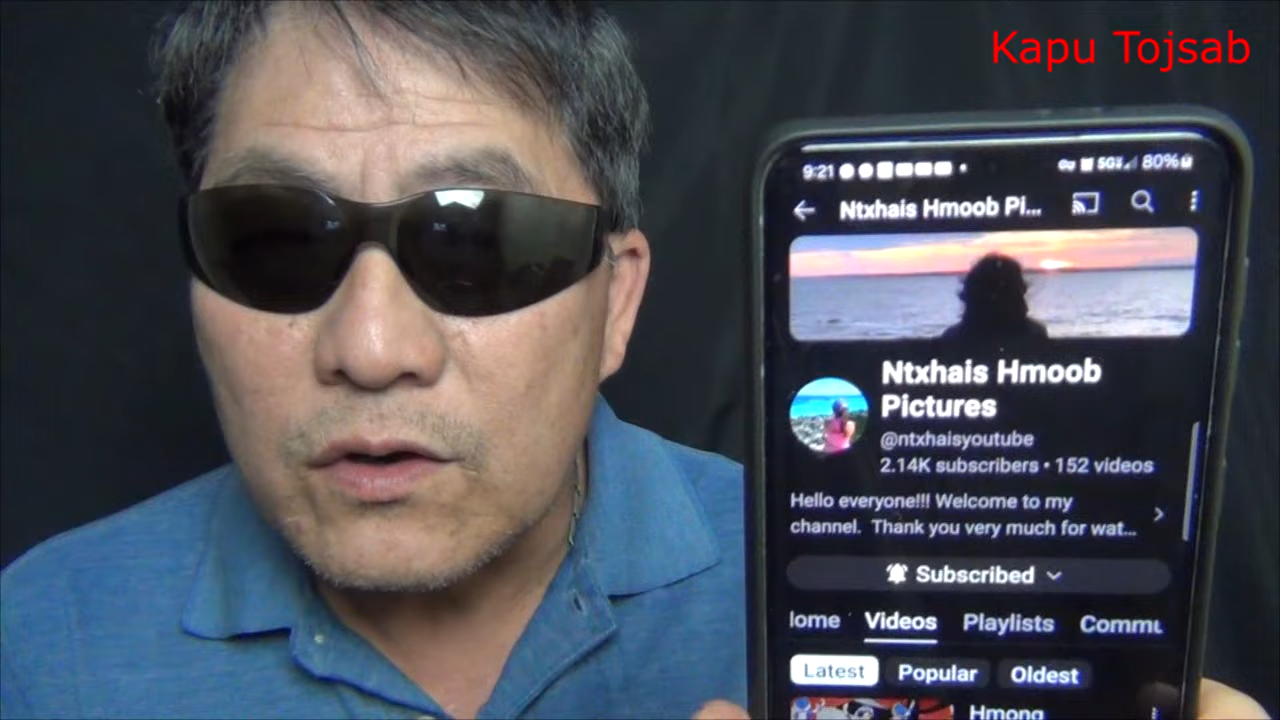 Kapu Tojsab
9:21
5G 80%
Ntxhais Hmoob Pi...
Ntxhais Hmoob
Pictures
@ntxhaisyoutube
2.14K subscribers • 152 videos
Hello everyone!!! Welcome to my
channel. Thank you very much for wat...
Subscribed
lome Videos Playlists Commu
Latest Popular Oldest
Hmong